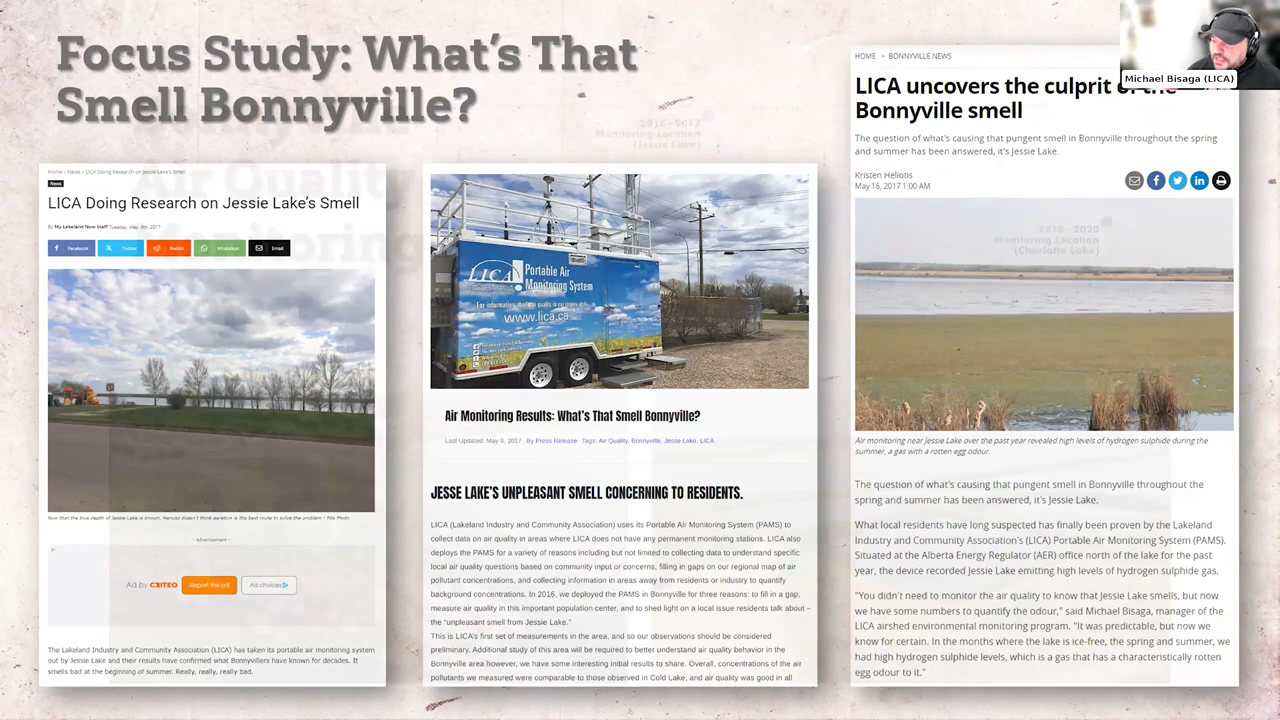 Focus Study: What's That
Smell Bonnyville?
Michael Bisaga (LICA)
2016-2017
Monitoring Location
(Jessie Lake)
Home › News › LICA Doing Research on Jessie Lake's Smell
News
LICA Doing Research on Jessie Lake's Smell
By My Lakeland Now Staff Tuesday, May. 9th, 2017
Facebook
Twitter
Reddit
WhatsApp
Email
Now that the true depth of Jessie Lake is known, Hanusz doesn't think aeration is the best route to solve the problem - File Photo
- Advertisement -
Ad by CRITEO
Report this ad
Ad choices
The Lakeland Industry and Community Association (LICA) has taken its portable air monitoring system
out by Jessie Lake and their results have confirmed what Bonnyvillers have known for decades. It
smells bad at the beginning of summer. Really, really, really bad.
LICA
Portable Air
Monitoring System
www.lica.ca
Air Monitoring Results: What's That Smell Bonnyville?
Last Updated: May 9, 2017 By Press Release Tags: Air Quality, Bonnyville, Jesse Lake, LICA
JESSE LAKE'S UNPLEASANT SMELL CONCERNING TO RESIDENTS.
LICA (Lakeland Industry and Community Association) uses its Portable Air Monitoring System (PAMS) to
collect data on air quality in areas where LICA does not have any permanent monitoring stations. LICA also
deploys the PAMS for a variety of reasons including but not limited to collecting data to understand specific
local air quality questions based on community input or concerns, filling in gaps on our regional map of air
pollutant concentrations, and collecting information in areas away from residents or industry to quantify
background concentrations. In 2016, we deployed the PAMS in Bonnyville for three reasons: to fill in a gap,
measure air quality in this important population center, and to shed light on a local issue residents talk about –
the "unpleasant smell from Jessie Lake."
This is LICA's first set of measurements in the area, and so our observations should be considered
preliminary. Additional study of this area will be required to better understand air quality behavior in the
Bonnyville area however, we have some interesting initial results to share. Overall, concentrations of the air
pollutants we measured were comparable to those observed in Cold Lake, and air quality was good in all
HOME > BONNYVILLE NEWS
LICA uncovers the culprit of the
Bonnyville smell
The question of what's causing that pungent smell in Bonnyville throughout the spring
and summer has been answered, it's Jessie Lake.
Kristen Heliotis
May 16, 2017 1:00 AM
2018-2020
Monitoring Location
(Charlotte Lake)
Air monitoring near Jessie Lake over the past year revealed high levels of hydrogen sulphide during the
summer, a gas with a rotten egg odour.
The question of what's causing that pungent smell in Bonnyville throughout the
spring and summer has been answered, it's Jessie Lake.
What local residents have long suspected has finally been proven by the Lakeland
Industry and Community Association's (LICA) Portable Air Monitoring System (PAMS).
Situated at the Alberta Energy Regulator (AER) office north of the lake for the past
year, the device recorded Jessie Lake emitting high levels of hydrogen sulphide gas.
"You didn't need to monitor the air quality to know that Jessie Lake smells, but now
we have some numbers to quantify the odour," said Michael Bisaga, manager of the
LICA airshed environmental monitoring program. "It was predictable, but now we
know for certain. In the months where the lake is ice-free, the spring and summer, we
had high hydrogen sulphide levels, which is a gas that has a characteristically rotten
egg odour to it."